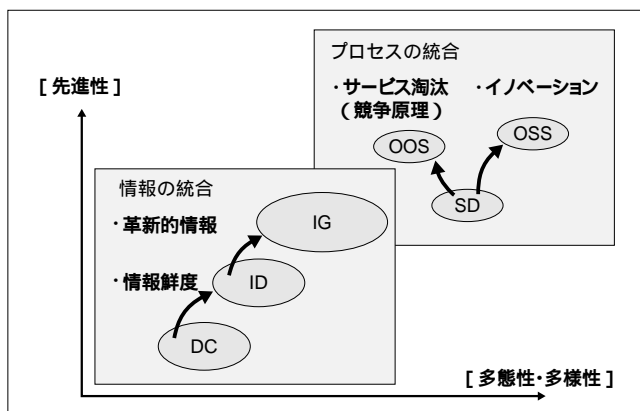 プロセスの統合
[ 先進性 ]
・サービス淘汰
( 競争原理 )
・イノベーション
OOS
OSS
SD
情報の統合
・革新的情報
IG
・情報鮮度
ID
DC
[ 多態性・多様性 ]